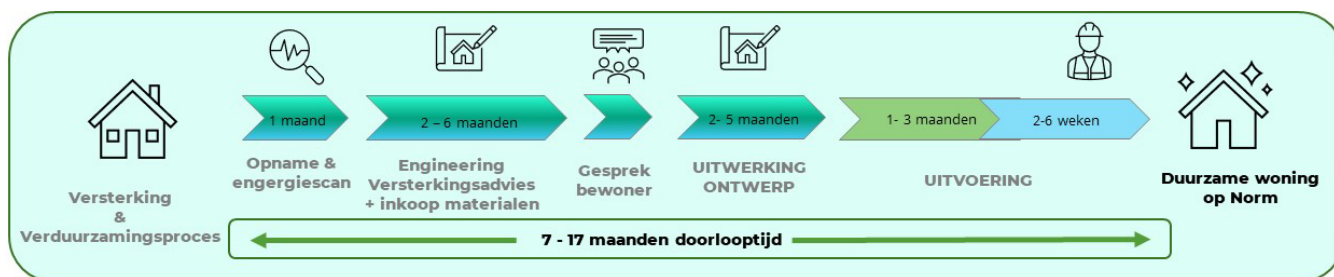 1 maand
2 – 6 maanden
2- 5 maanden
1- 3 maanden
2-6 weken
Versterking
&
Verduurzamingsproces
Opname &
engergiescan
Engineering
Versterkingsadvies
+ inkoop materialen
Gesprek
bewoner
UITWERKING
ONTWERP
UITVOERING
Duurzame woning
op Norm
7 - 17 maanden doorlooptijd